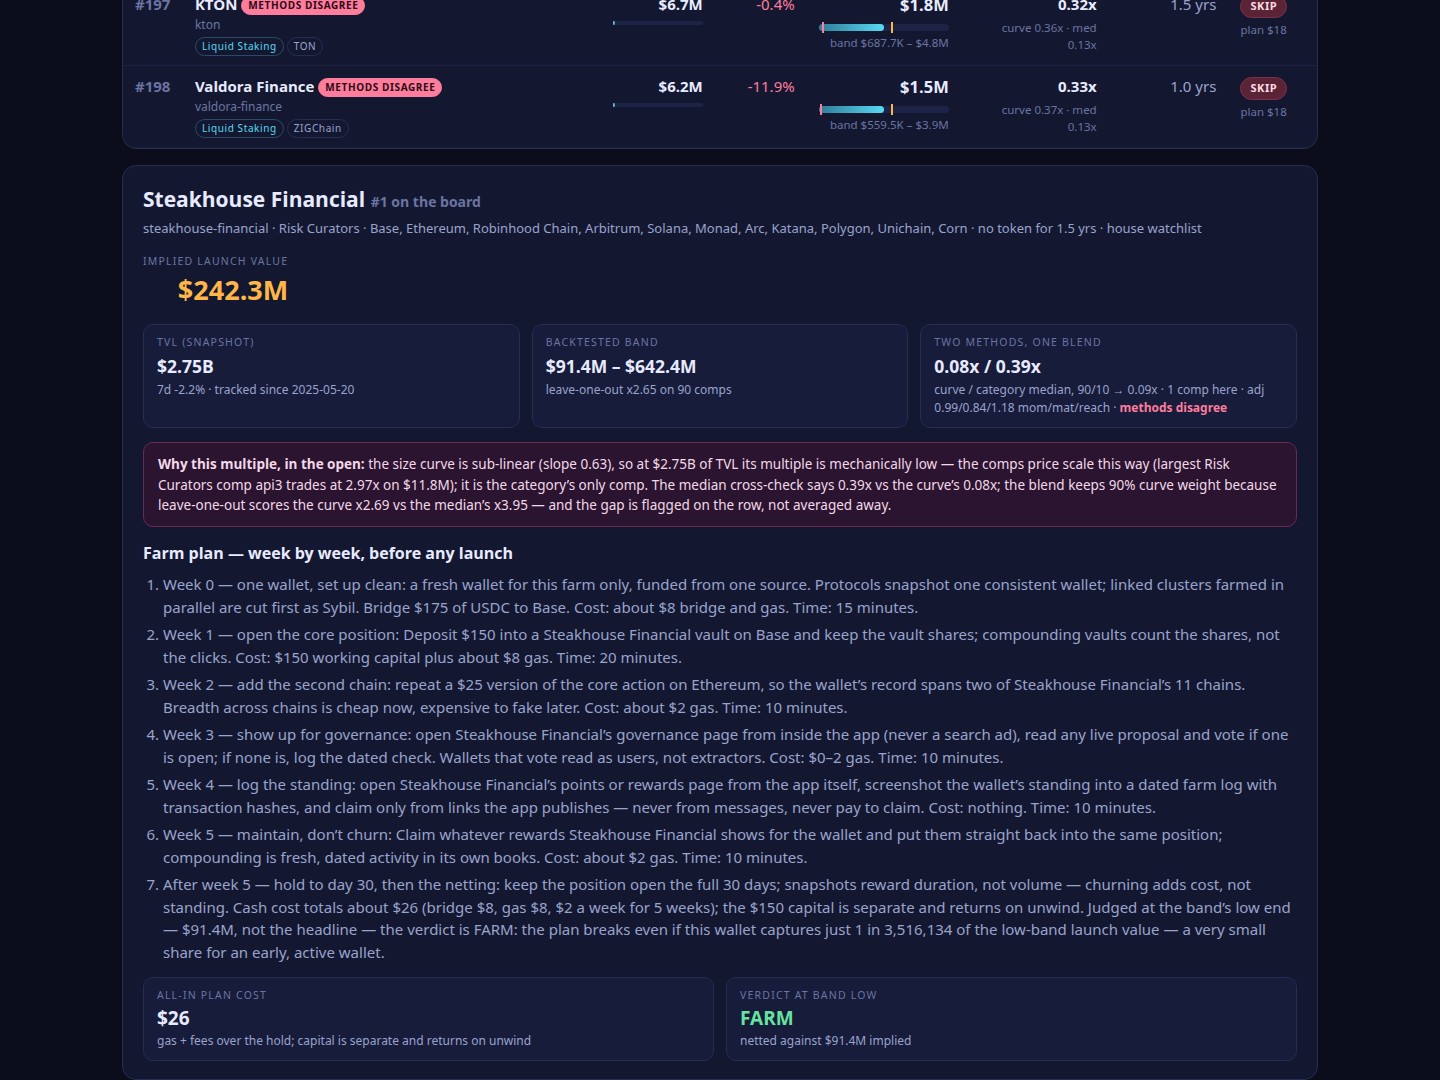 #197 KTON METHODS DISAGREE $6.7M -0.4% $1.8M 0.32x 1.5 yrs SKIP
kton band $687.7K – $4.8M curve 0.36x · med 0.13x plan $18
Liquid Staking TON
#198 Valdora Finance METHODS DISAGREE $6.2M -11.9% $1.5M 0.33x 1.0 yrs SKIP
valdora-finance band $559.5K – $3.9M curve 0.37x · med 0.13x plan $18
Liquid Staking ZIGChain
Steakhouse Financial #1 on the board
steakhouse-financial · Risk Curators · Base, Ethereum, Robinhood Chain, Arbitrum, Solana, Monad, Arc, Katana, Polygon, Unichain, Corn · no token for 1.5 yrs · house watchlist
IMPLIED LAUNCH VALUE
$242.3M
TVL (SNAPSHOT)
$2.75B
7d -2.2% · tracked since 2025-05-20
BACKTESTED BAND
$91.4M – $642.4M
leave-one-out x2.65 on 90 comps
TWO METHODS, ONE BLEND
0.08x / 0.39x
curve / category median, 90/10 → 0.09x · 1 comp here · adj
0.99/0.84/1.18 mom/mat/reach · methods disagree
Why this multiple, in the open: the size curve is sub-linear (slope 0.63), so at $2.75B of TVL its multiple is mechanically low — the comps price scale this way (largest Risk
Curators comp api3 trades at 2.97x on $11.8M); it is the category's only comp. The median cross-check says 0.39x vs the curve's 0.08x; the blend keeps 90% curve weight because
leave-one-out scores the curve x2.69 vs the median's x3.95 — and the gap is flagged on the row, not averaged away.
Farm plan — week by week, before any launch
1. Week 0 — one wallet, set up clean: a fresh wallet for this farm only, funded from one source. Protocols snapshot one consistent wallet; linked clusters farmed in
parallel are cut first as Sybil. Bridge $175 of USDC to Base. Cost: about $8 bridge and gas. Time: 15 minutes.
2. Week 1 — open the core position: Deposit $150 into a Steakhouse Financial vault on Base and keep the vault shares; compounding vaults count the shares, not
the clicks. Cost: $150 working capital plus about $8 gas. Time: 20 minutes.
3. Week 2 — add the second chain: repeat a $25 version of the core action on Ethereum, so the wallet's record spans two of Steakhouse Financial's 11 chains.
Breadth across chains is cheap now, expensive to fake later. Cost: about $2 gas. Time: 10 minutes.
4. Week 3 — show up for governance: open Steakhouse Financial's governance page from inside the app (never a search ad), read any live proposal and vote if one
is open; if none is, log the dated check. Wallets that vote read as users, not extractors. Cost: $0–2 gas. Time: 10 minutes.
5. Week 4 — log the standing: open Steakhouse Financial's points or rewards page from the app itself, screenshot the wallet's standing into a dated farm log with
transaction hashes, and claim only from links the app publishes — never from messages, never pay to claim. Cost: nothing. Time: 10 minutes.
6. Week 5 — maintain, don't churn: Claim whatever rewards Steakhouse Financial shows for the wallet and put them straight back into the same position;
compounding is fresh, dated activity in its own books. Cost: about $2 gas. Time: 10 minutes.
7. After week 5 — hold to day 30, then the netting: keep the position open the full 30 days; snapshots reward duration, not volume — churning adds cost, not
standing. Cash cost totals about $26 (bridge $8, gas $8, $2 a week for 5 weeks); the $150 capital is separate and returns on unwind. Judged at the band's low end
— $91.4M, not the headline — the verdict is FARM: the plan breaks even if this wallet captures just 1 in 3,516,134 of the low-band launch value — a very small
share for an early, active wallet.
ALL-IN PLAN COST
$26
gas + fees over the hold; capital is separate and returns on unwind
VERDICT AT BAND LOW
FARM
netted against $91.4M implied